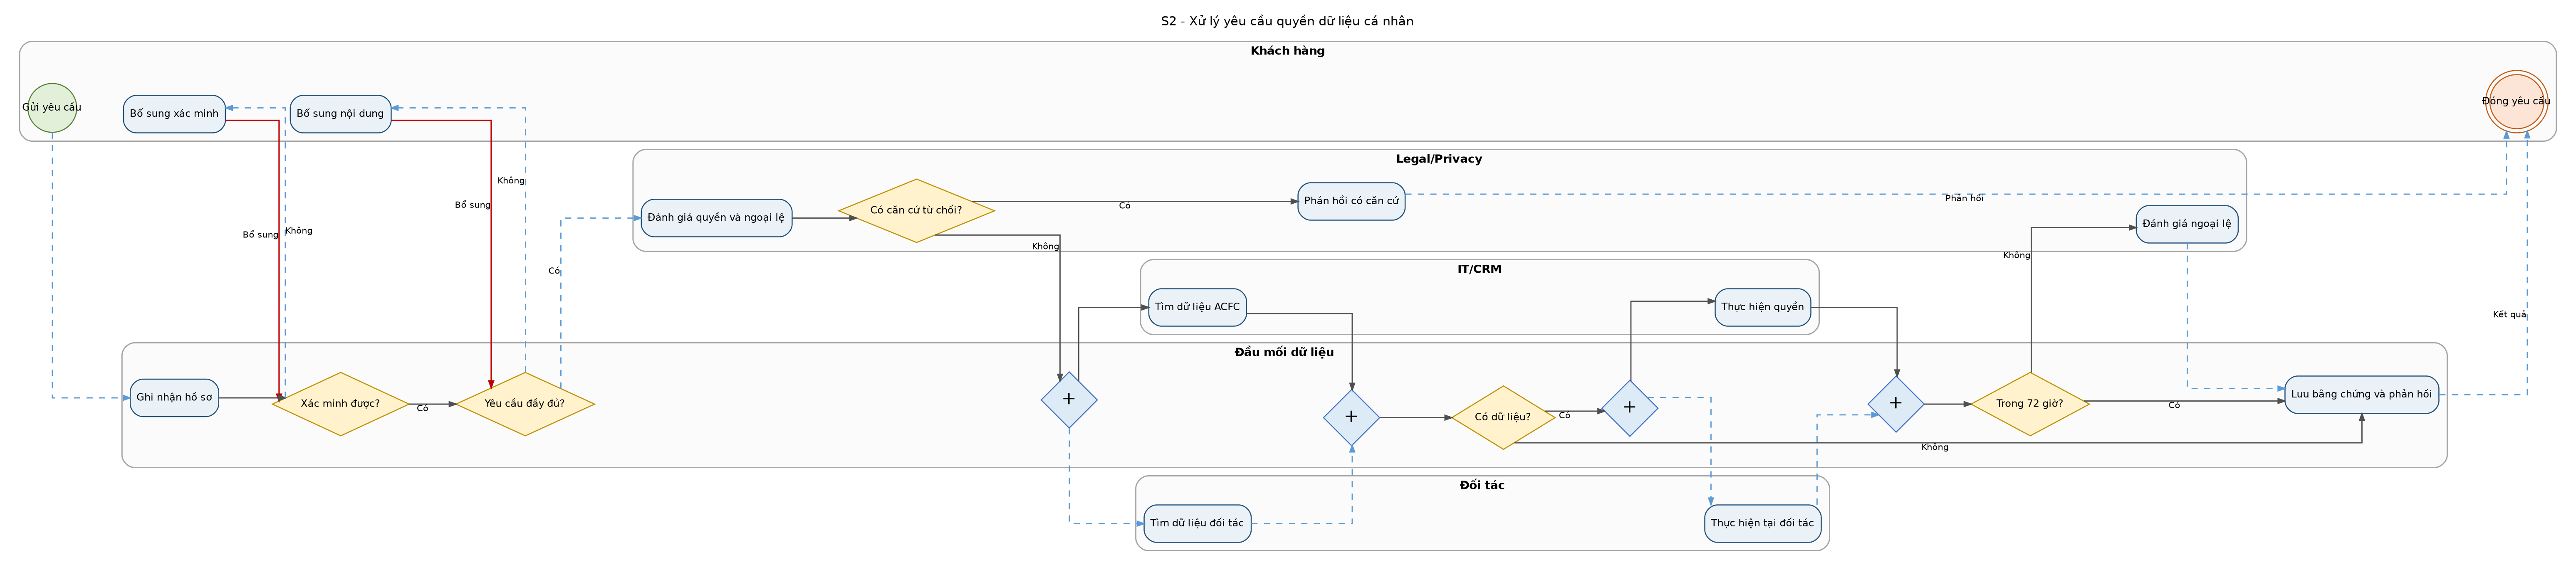 S2 - Xử lý yêu cầu quyền dữ liệu cá nhân
Khách hàng
Gửi yêu cầu
Bổ sung xác minh
Bổ sung nội dung
Đóng yêu cầu
Legal/Privacy
Đánh giá quyền và ngoại lệ
Có căn cứ từ chối?
Có
Phản hồi có căn cứ
Phản hồi
Đánh giá ngoại lệ
Không
Không
Bổ sung
Không
Bổ sung
Không
Có
IT/CRM
Tìm dữ liệu ACFC
Thực hiện quyền
Kết quả
Đầu mối dữ liệu
Ghi nhận hồ sơ
Xác minh được?
Có
Yêu cầu đầy đủ?
+
+
Có dữ liệu?
Có
+
+
Trong 72 giờ?
Có
Lưu bằng chứng và phản hồi
Không
Đối tác
Tìm dữ liệu đối tác
Thực hiện tại đối tác